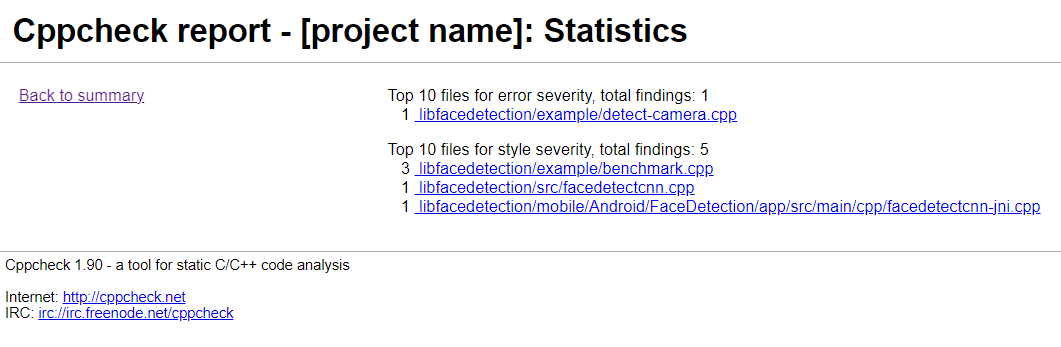 Cppcheck report - [project name]: Statistics
Back to summary
Top 10 files for error severity, total findings: 1
1 libfacedetection/example/detect-camera.cpp
Top 10 files for style severity, total findings: 5
3 libfacedetection/example/benchmark.cpp
1 libfacedetection/src/facedetectcnn.cpp
1 libfacedetection/mobile/Android/FaceDetection/app/src/main/cpp/facedetectcnn-jni.cpp
Cppcheck 1.90 - a tool for static C/C++ code analysis
Internet: http://cppcheck.net
IRC: irc://irc.freenode.net/cppcheck